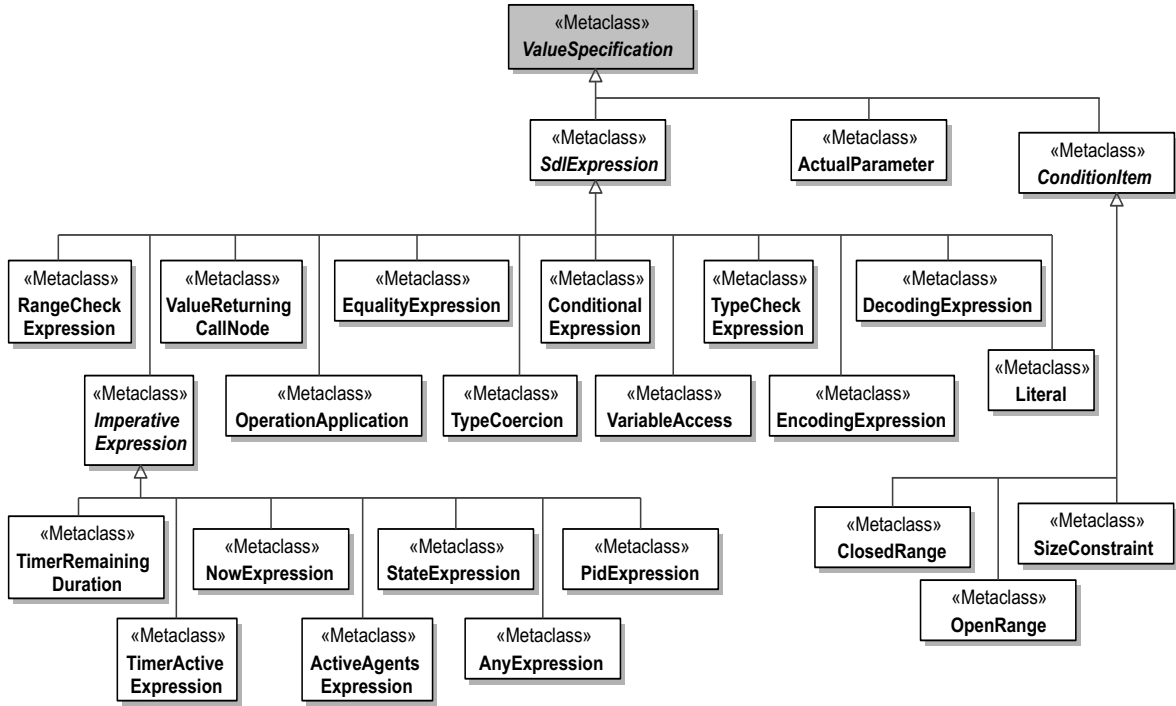 «Metaclass»
ValueSpecification
«Metaclass»
SdlExpression
«Metaclass»
ActualParameter
«Metaclass»
ConditionItem
«Metaclass»
RangeCheck
Expression
«Metaclass»
ValueReturning
CallNode
«Metaclass»
EqualityExpression
«Metaclass»
Conditional
Expression
«Metaclass»
TypeCheck
Expression
«Metaclass»
DecodingExpression
«Metaclass»
Imperative
Expression
«Metaclass»
OperationApplication
«Metaclass»
TypeCoercion
«Metaclass»
VariableAccess
«Metaclass»
EncodingExpression
«Metaclass»
Literal
«Metaclass»
TimerRemaining
Duration
«Metaclass»
NowExpression
«Metaclass»
StateExpression
«Metaclass»
PidExpression
«Metaclass»
ClosedRange
«Metaclass»
SizeConstraint
«Metaclass»
TimerActive
Expression
«Metaclass»
ActiveAgents
Expression
«Metaclass»
AnyExpression
«Metaclass»
OpenRange